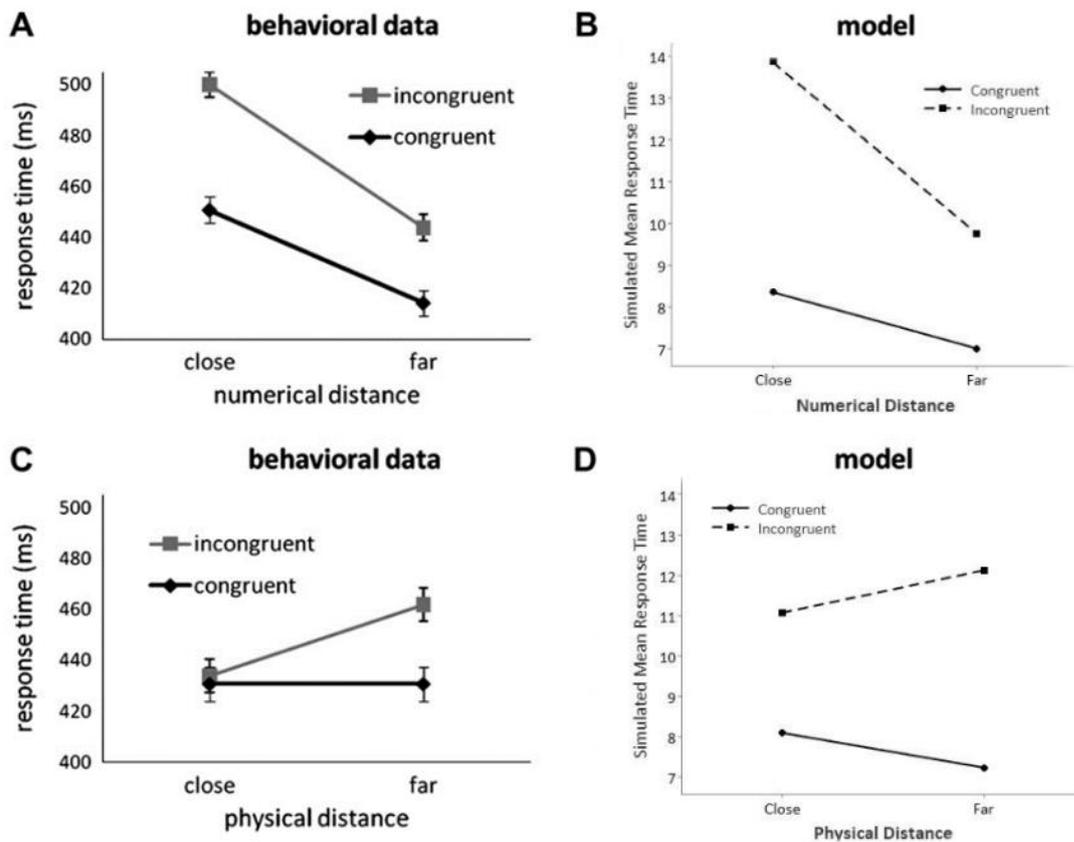 A
behavioral data
500
480
460
440
420
400
response time (ms)
incongruent
congruent
close
far
numerical distance
B
model
14
13
12
11
10
9
8
7
Simulated Mean Response Time
Congruent
Incongruent
Close
Far
Numerical Distance
C
behavioral data
500
480
460
440
420
400
response time (ms)
incongruent
congruent
close
far
physical distance
D
model
14
13
12
11
10
9
8
7
Simulated Mean Response Time
Congruent
Incongruent
Close
Far
Physical Distance